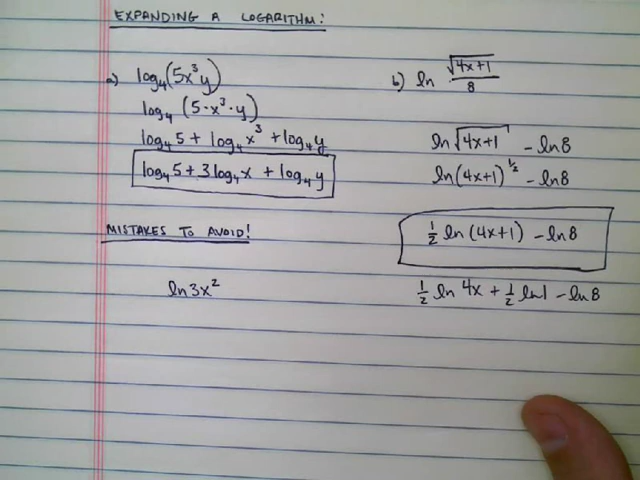 EXPANDING A LOGARITHM:
a) log₄(5x³y)
log₄ (5·x³·y)
log₄5 + log₄x³ + log₄y
log₄5 + 3log₄x + log₄y
MISTAKES TO AVOID!
ln3x²
b) ln √(4x+1) / 8
ln√(4x+1) - ln8
ln(4x+1)^½ - ln8
½ ln(4x+1) - ln8
½ ln 4x + ½ ln1 - ln8